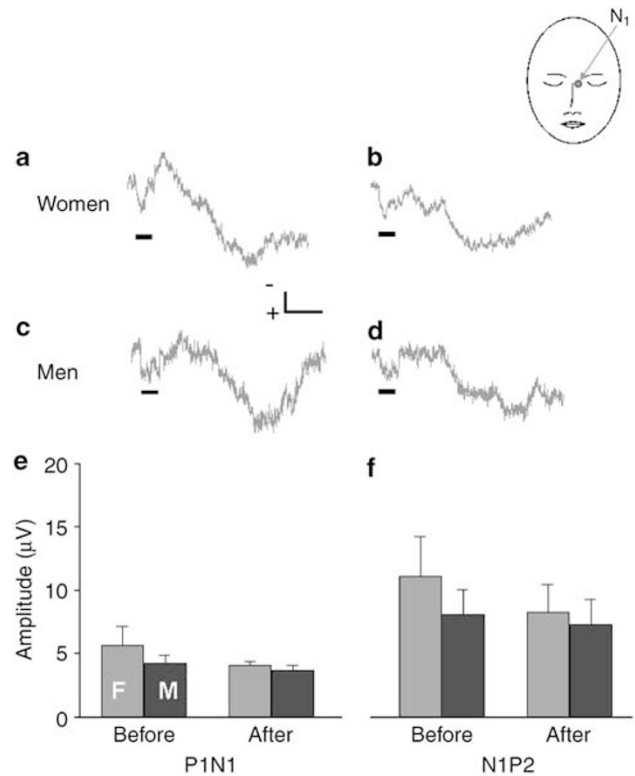 N1
a
b
Women
-
+
c
d
Men
e
f
20
15
10
5
0
Amplitude (µV)
F M
Before After Before After
P1N1 N1P2